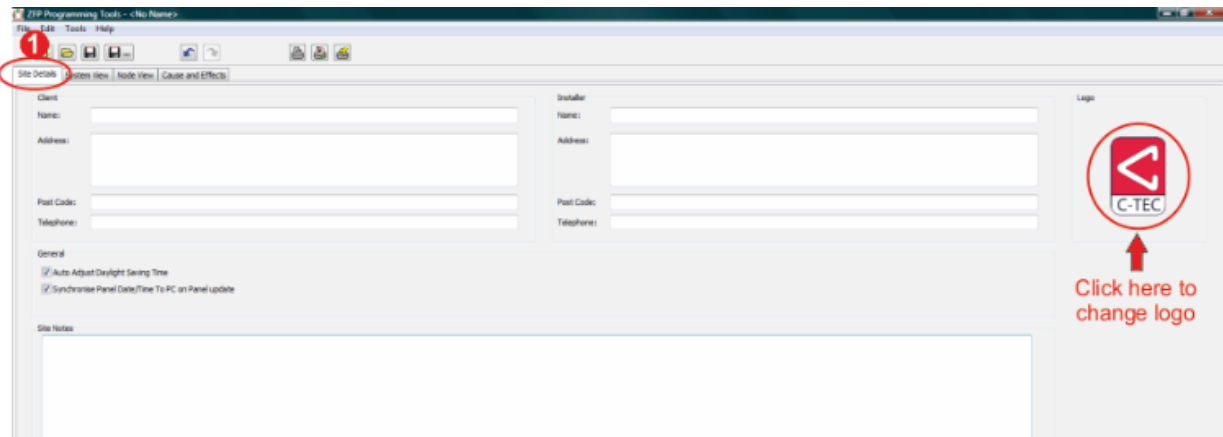 ZFP Programming Tools - <No Name>
File Edit Tools Help
1
Site Details System View Node View Cause and Effects
Client
Name:
Address:
Post Code:
Telephone:
Installer
Name:
Address:
Post Code:
Telephone:
Logo
C-TEC
Click here to
change logo
General
Auto Adjust Daylight Saving Time
Synchronise Panel Date/Time To PC on Panel update
Site Notes